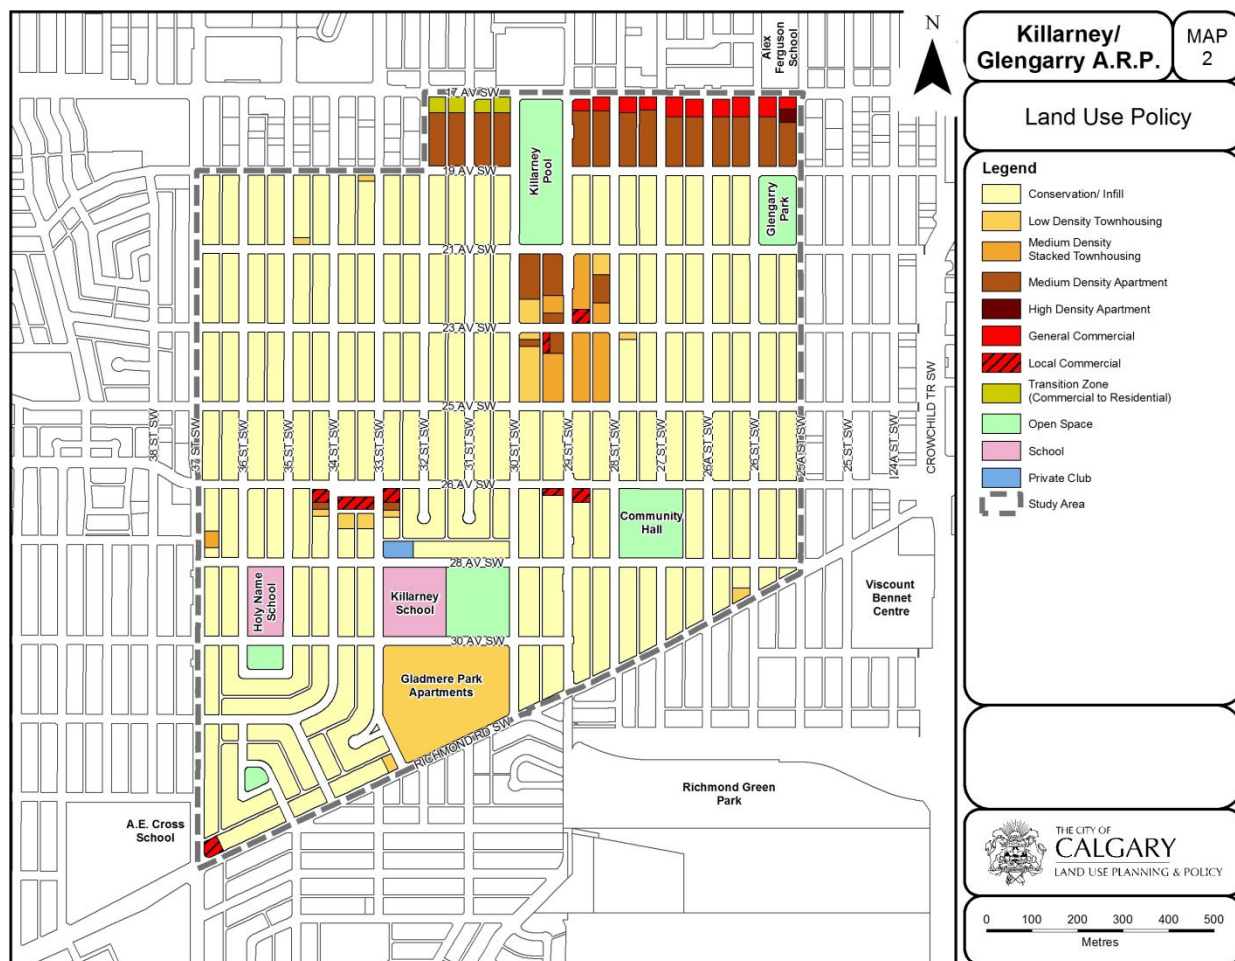 Killarney/
Glengarry A.R.P.
MAP
2
Land Use Policy
Legend
Conservation/ Infill
Low Density Townhousing
Medium Density
Stacked Townhousing
Medium Density Apartment
High Density Apartment
General Commercial
Local Commercial
Transition Zone
(Commercial to Residential)
Open Space
School
Private Club
Study Area
THE CITY OF
CALGARY
LAND USE PLANNING & POLICY
0 100 200 300 400 500
Metres
N
Alex
Ferguson
School
17 AV SW
Killarney
Pool
19 AV SW
Glengarry
Park
21 AV SW
23 AV SW
25 AV SW
38 ST SW
37 ST SW
36 ST SW
35 ST SW
34 ST SW
33 ST SW
32 ST SW
31 ST SW
30 ST SW
29 ST SW
28 ST SW
27 ST SW
26A ST SW
26 ST SW
25A ST SW
25 ST SW
24A ST SW
CROWCHILD TR SW
26 AV SW
Community
Hall
28 AV SW
Holy Name
School
Killarney
School
Viscount
Bennet
Centre
30 AV SW
Gladmere Park
Apartments
RICHMOND RD SW
Richmond Green
Park
A.E. Cross
School